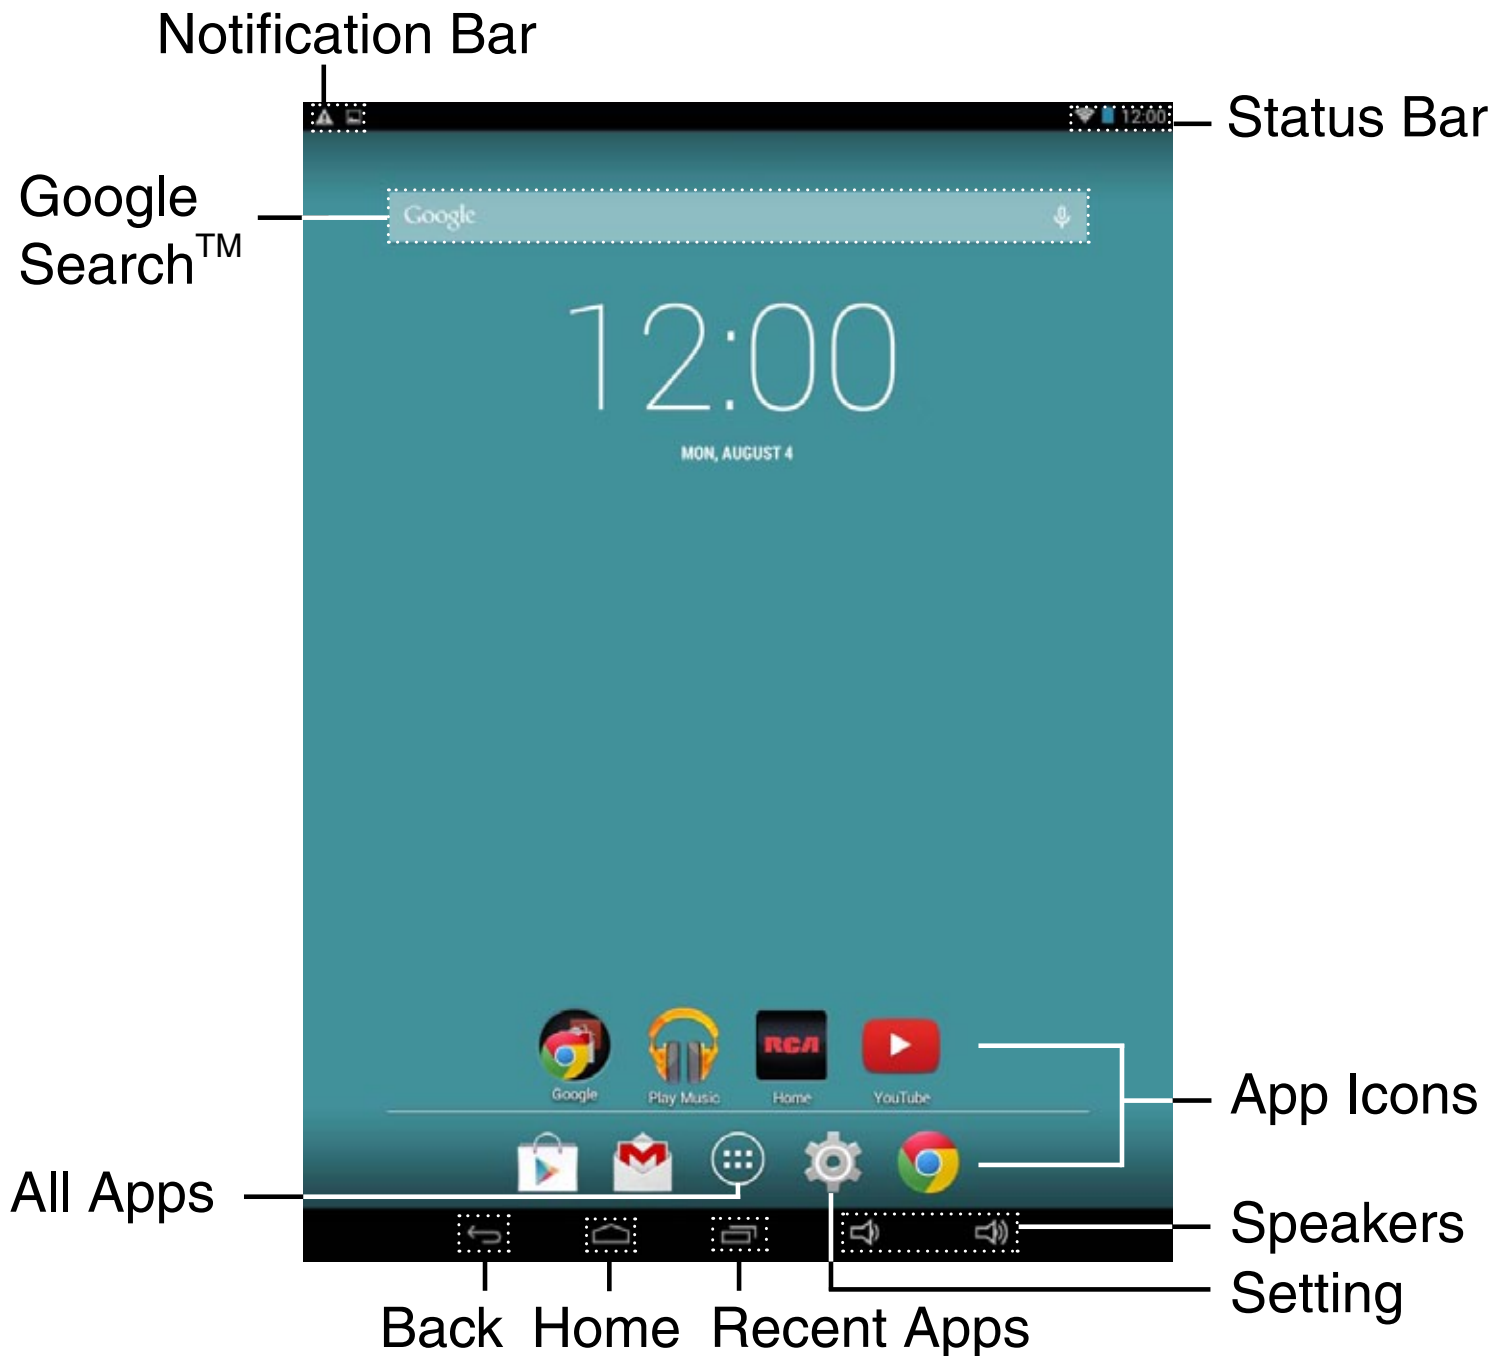 Notification Bar
12:00
Status Bar
Google
Search™
Google
12:00
MON, AUGUST 4
RCA
Google
Play Music
Home
YouTube
App Icons
All Apps
Speakers
Setting
Back
Home
Recent Apps